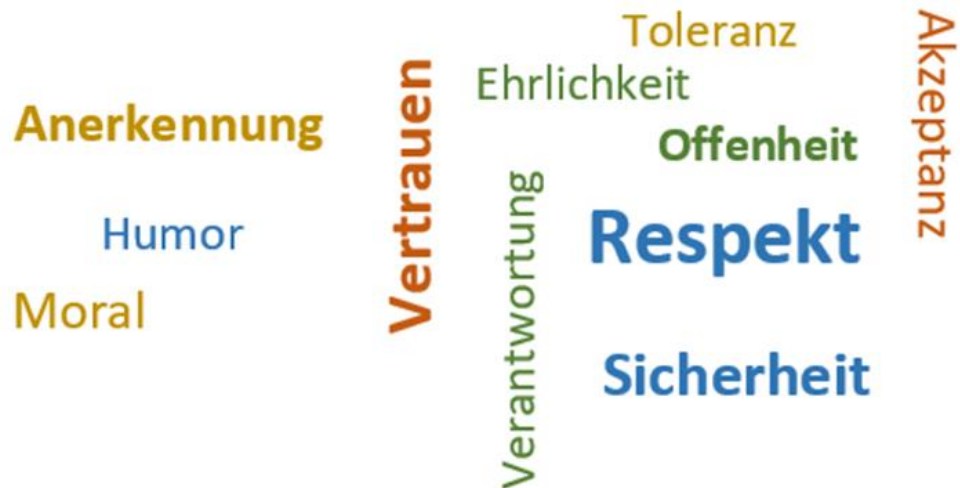 Toleranz
Akzeptanz
Ehrlichkeit
Anerkennung
Vertrauen
Offenheit
Verantwortung
Humor
Respekt
Moral
Sicherheit